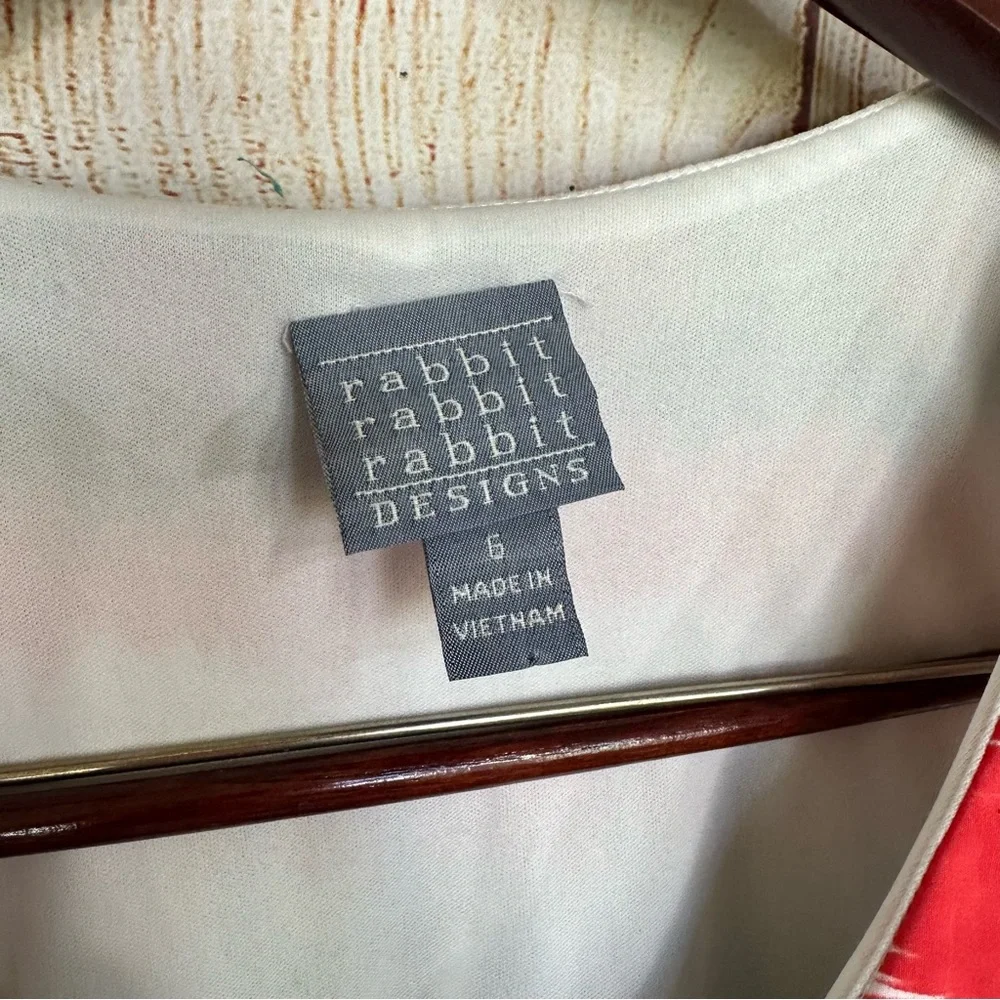 rabbit
rabbit
rabbit
DESIGNS
6
MADE IN
VIETNAM